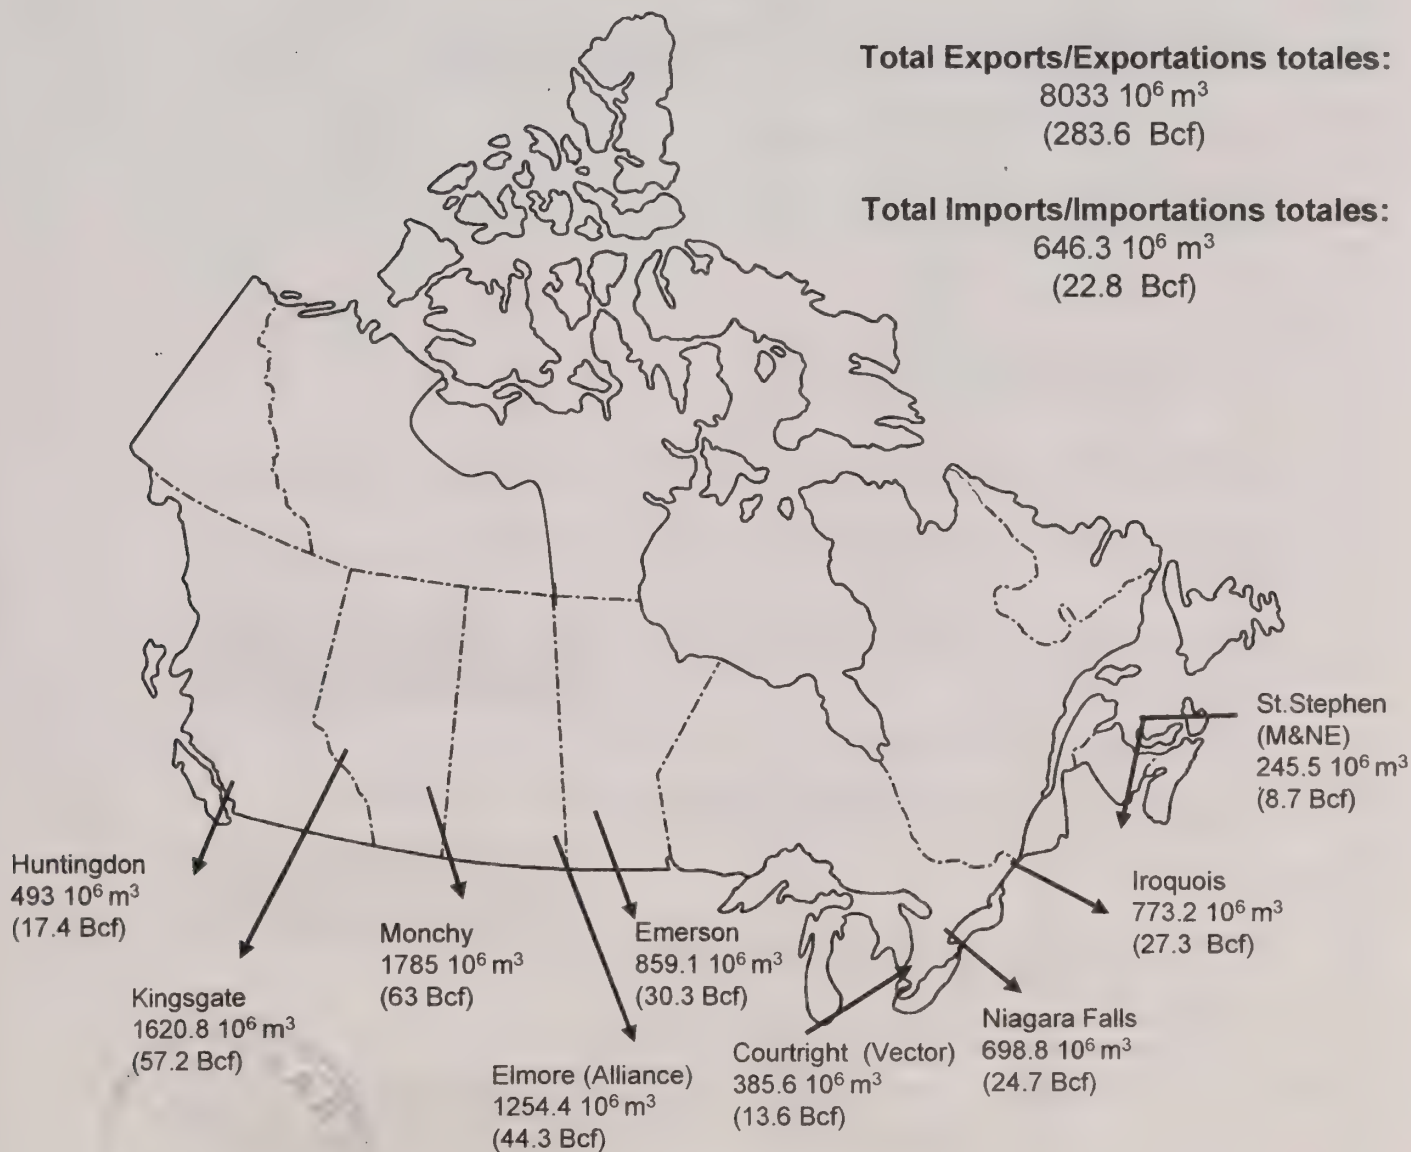 Total Exports/Exportations totales:
8033 10⁶ m³
(283.6 Bcf)
Total Imports/Importations totales:
646.3 10⁶ m³
(22.8 Bcf)
St.Stephen
(M&NE)
245.5 10⁶ m³
(8.7 Bcf)
Huntingdon
493 10⁶ m³
(17.4 Bcf)
Iroquois
773.2 10⁶ m³
(27.3 Bcf)
Monchy
1785 10⁶ m³
(63 Bcf)
Emerson
859.1 10⁶ m³
(30.3 Bcf)
Kingsgate
1620.8 10⁶ m³
(57.2 Bcf)
Niagara Falls
698.8 10⁶ m³
(24.7 Bcf)
Courtright (Vector)
385.6 10⁶ m³
(13.6 Bcf)
Elmore (Alliance)
1254.4 10⁶ m³
(44.3 Bcf)